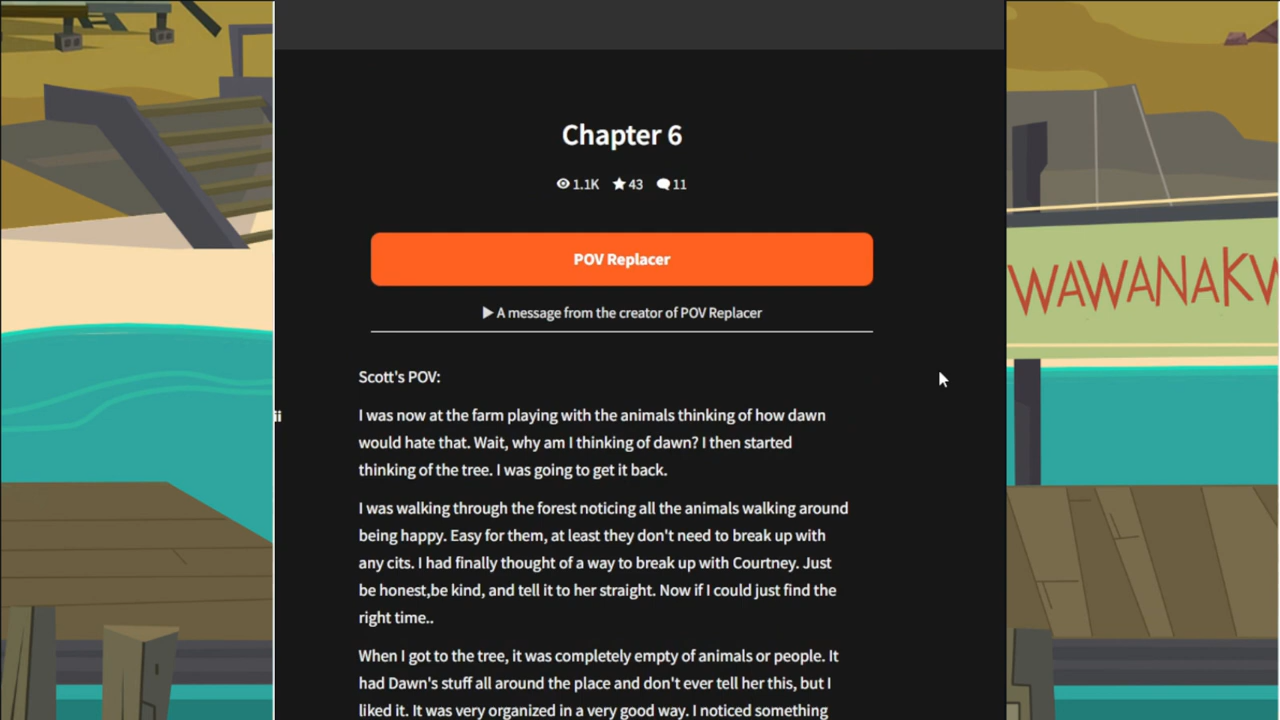 Chapter 6
1.1K 43 11
POV Replacer
▶ A message from the creator of POV Replacer
WAWANAKW
Scott's POV:
ii
I was now at the farm playing with the animals thinking of how dawn
would hate that. Wait, why am I thinking of dawn? I then started
thinking of the tree. I was going to get it back.
I was walking through the forest noticing all the animals walking around
being happy. Easy for them, at least they don't need to break up with
any cits. I had finally thought of a way to break up with Courtney. Just
be honest,be kind, and tell it to her straight. Now if I could just find the
right time..
When I got to the tree, it was completely empty of animals or people. It
had Dawn's stuff all around the place and don't ever tell her this, but I
liked it. It was very organized in a very good way. I noticed something